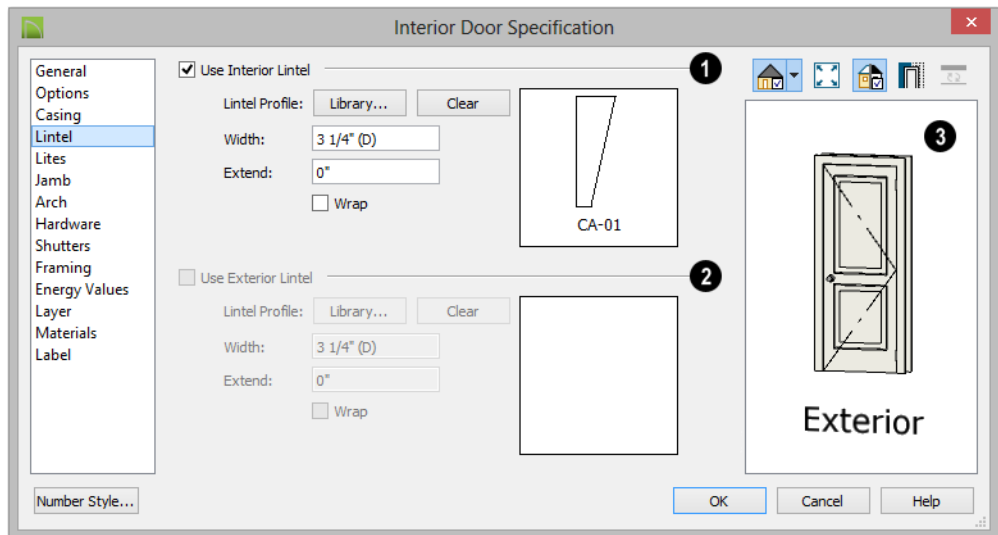 Interior Door Specification
General
Options
Casing
Lintel
Lites
Jamb
Arch
Hardware
Shutters
Framing
Energy Values
Layer
Materials
Label
Use Interior Lintel
1
Lintel Profile: Library... Clear
Width: 3 1/4" (D)
Extend: 0"
Wrap
CA-01
Use Exterior Lintel
2
Lintel Profile: Library... Clear
Width: 3 1/4" (D)
Extend: 0"
Wrap
3
Exterior
Number Style...
OK Cancel Help